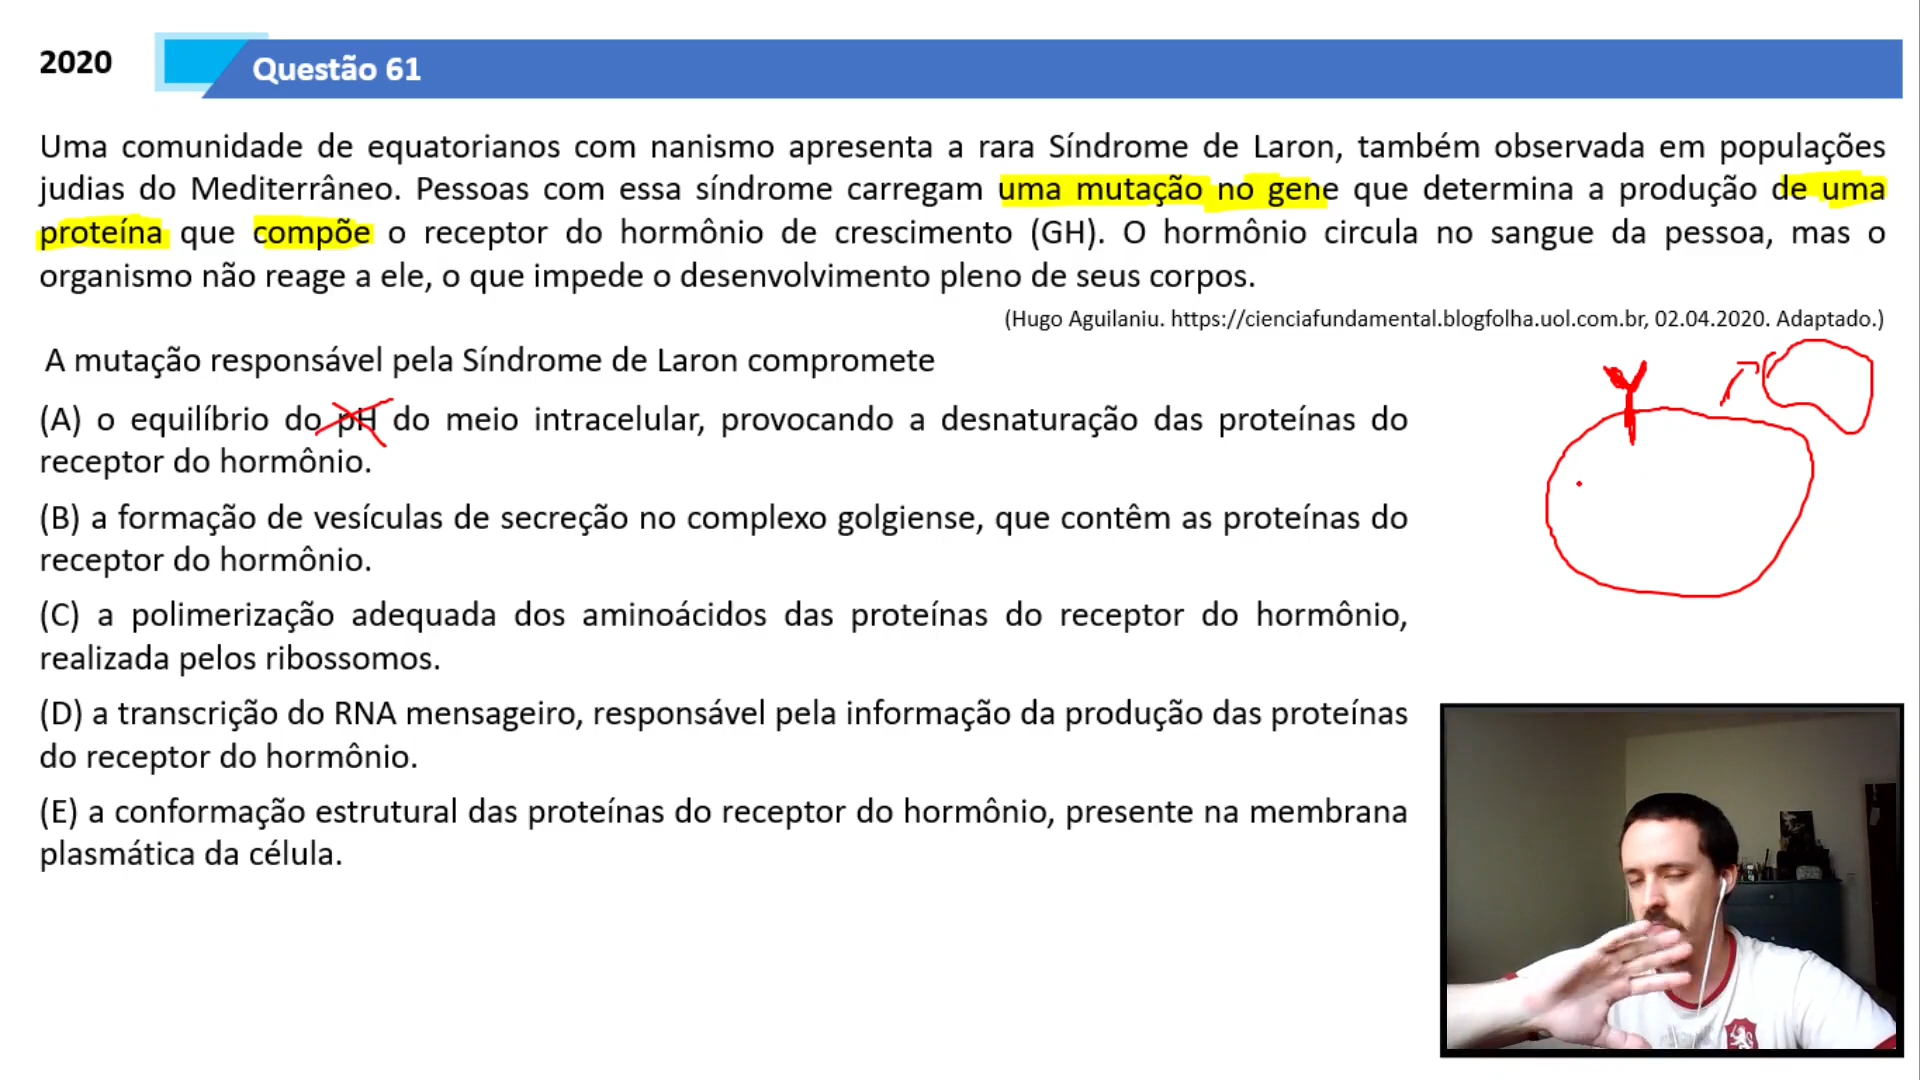 2020
Questão 61
Uma comunidade de equatorianos com nanismo apresenta a rara Síndrome de Laron, também observada em populações
judias do Mediterrâneo. Pessoas com essa síndrome carregam uma mutação no gene que determina a produção de uma
proteína que compõe o receptor do hormônio de crescimento (GH). O hormônio circula no sangue da pessoa, mas o
organismo não reage a ele, o que impede o desenvolvimento pleno de seus corpos.
(Hugo Aguilaniu. https://cienciafundamental.blogfolha.uol.com.br, 02.04.2020. Adaptado.)
A mutação responsável pela Síndrome de Laron compromete
(A) o equilíbrio do pH do meio intracelular, provocando a desnaturação das proteínas do
receptor do hormônio.
(B) a formação de vesículas de secreção no complexo golgiense, que contêm as proteínas do
receptor do hormônio.
(C) a polimerização adequada dos aminoácidos das proteínas do receptor do hormônio,
realizada pelos ribossomos.
(D) a transcrição do RNA mensageiro, responsável pela informação da produção das proteínas
do receptor do hormônio.
(E) a conformação estrutural das proteínas do receptor do hormônio, presente na membrana
plasmática da célula.